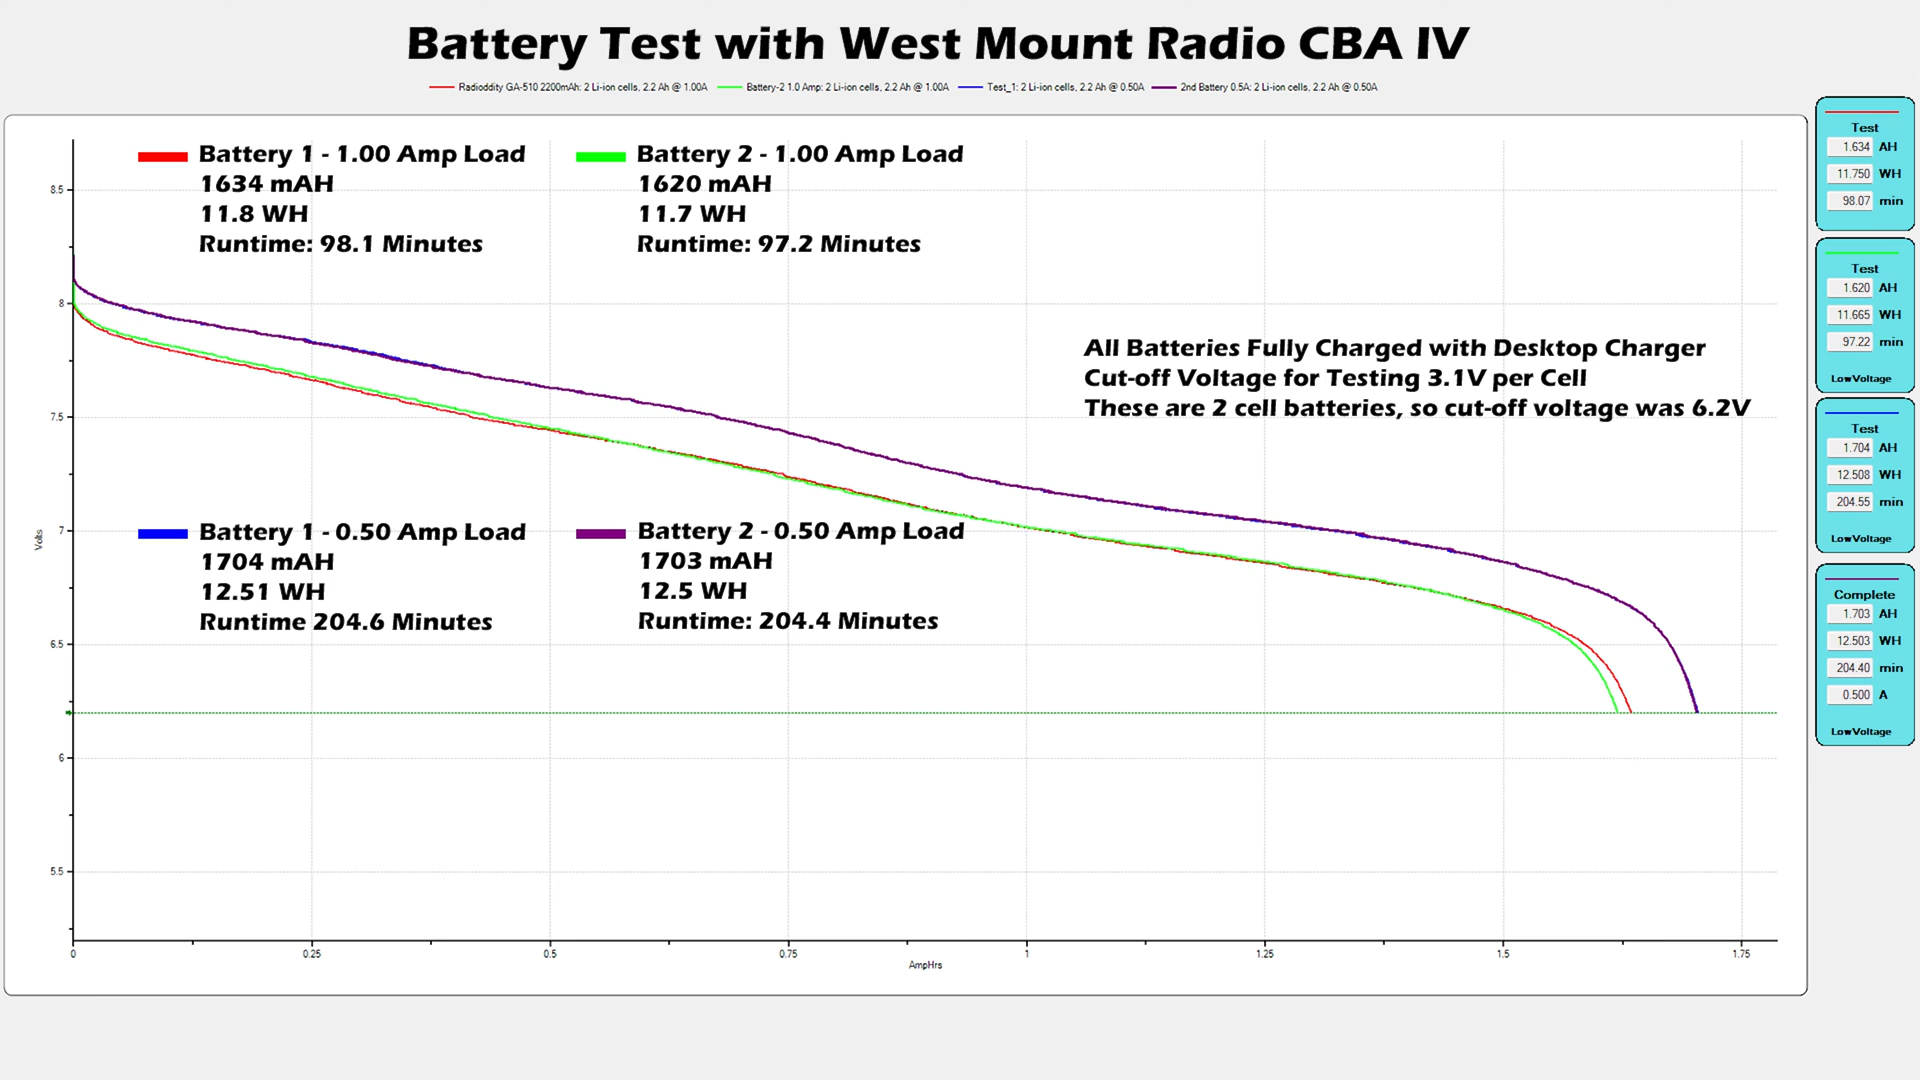 Battery Test with West Mount Radio CBA IV
Radioddity GA-510 2200mAh: 2 Li-ion cells, 2.2 Ah @ 1.00A Battery-2 1.0 Amp: 2 Li-ion cells, 2.2 Ah @ 1.00A Test_1: 2 Li-ion cells, 2.2 Ah @ 0.50A 2nd Battery 0.5A: 2 Li-ion cells, 2.2 Ah @ 0.50A
Battery 1 - 1.00 Amp Load
1634 mAH
11.8 WH
Runtime: 98.1 Minutes
Battery 2 - 1.00 Amp Load
1620 mAH
11.7 WH
Runtime: 97.2 Minutes
All Batteries Fully Charged with Desktop Charger
Cut-off Voltage for Testing 3.1V per Cell
These are 2 cell batteries, so cut-off voltage was 6.2V
Battery 1 - 0.50 Amp Load
1704 mAH
12.51 WH
Runtime 204.6 Minutes
Battery 2 - 0.50 Amp Load
1703 mAH
12.5 WH
Runtime: 204.4 Minutes
Volts
8.5
8
7.5
7
6.5
6
5.5
0 0.25 0.5 0.75 1 1.25 1.5 1.75
AmpHrs
Test
1.634 AH
11.750 WH
98.07 min
Test
1.620 AH
11.665 WH
97.22 min
LowVoltage
Test
1.704 AH
12.508 WH
204.55 min
LowVoltage
Complete
1.703 AH
12.503 WH
204.40 min
0.500 A
LowVoltage